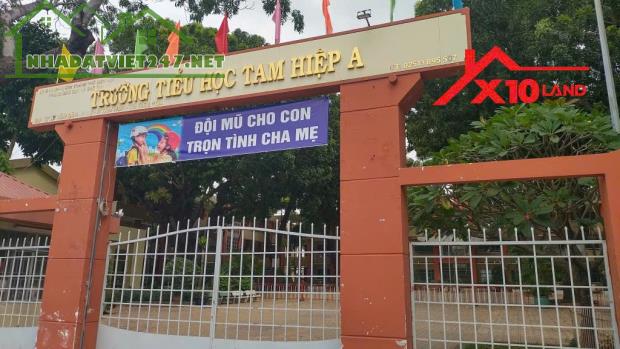 NHADATVIET247.NET
TRƯỜNG TIỂU HỌC TAM HIỆP A
X10 LAND
ĐỘI MŨ CHO CON
TRỌN TÌNH CHA MẸ